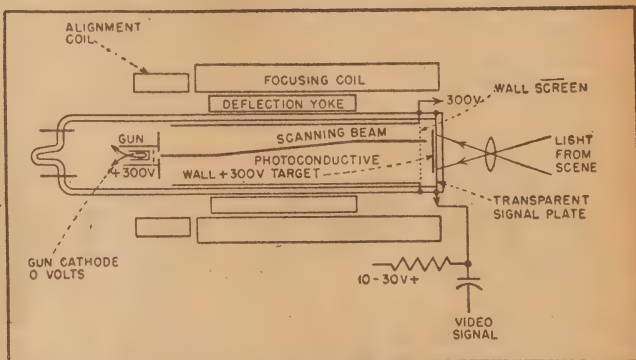 ALIGNMENT
COIL
FOCUSING COIL
DEFLECTION YOKE
300V
WALL SCREEN
GUN
+300V
SCANNING BEAM
PHOTOCONDUCTIVE
WALL +300V TARGET
LIGHT
FROM
SCENE
TRANSPARENT
SIGNAL PLATE
GUN CATHODE
0 VOLTS
10-30V+
VIDEO
SIGNAL